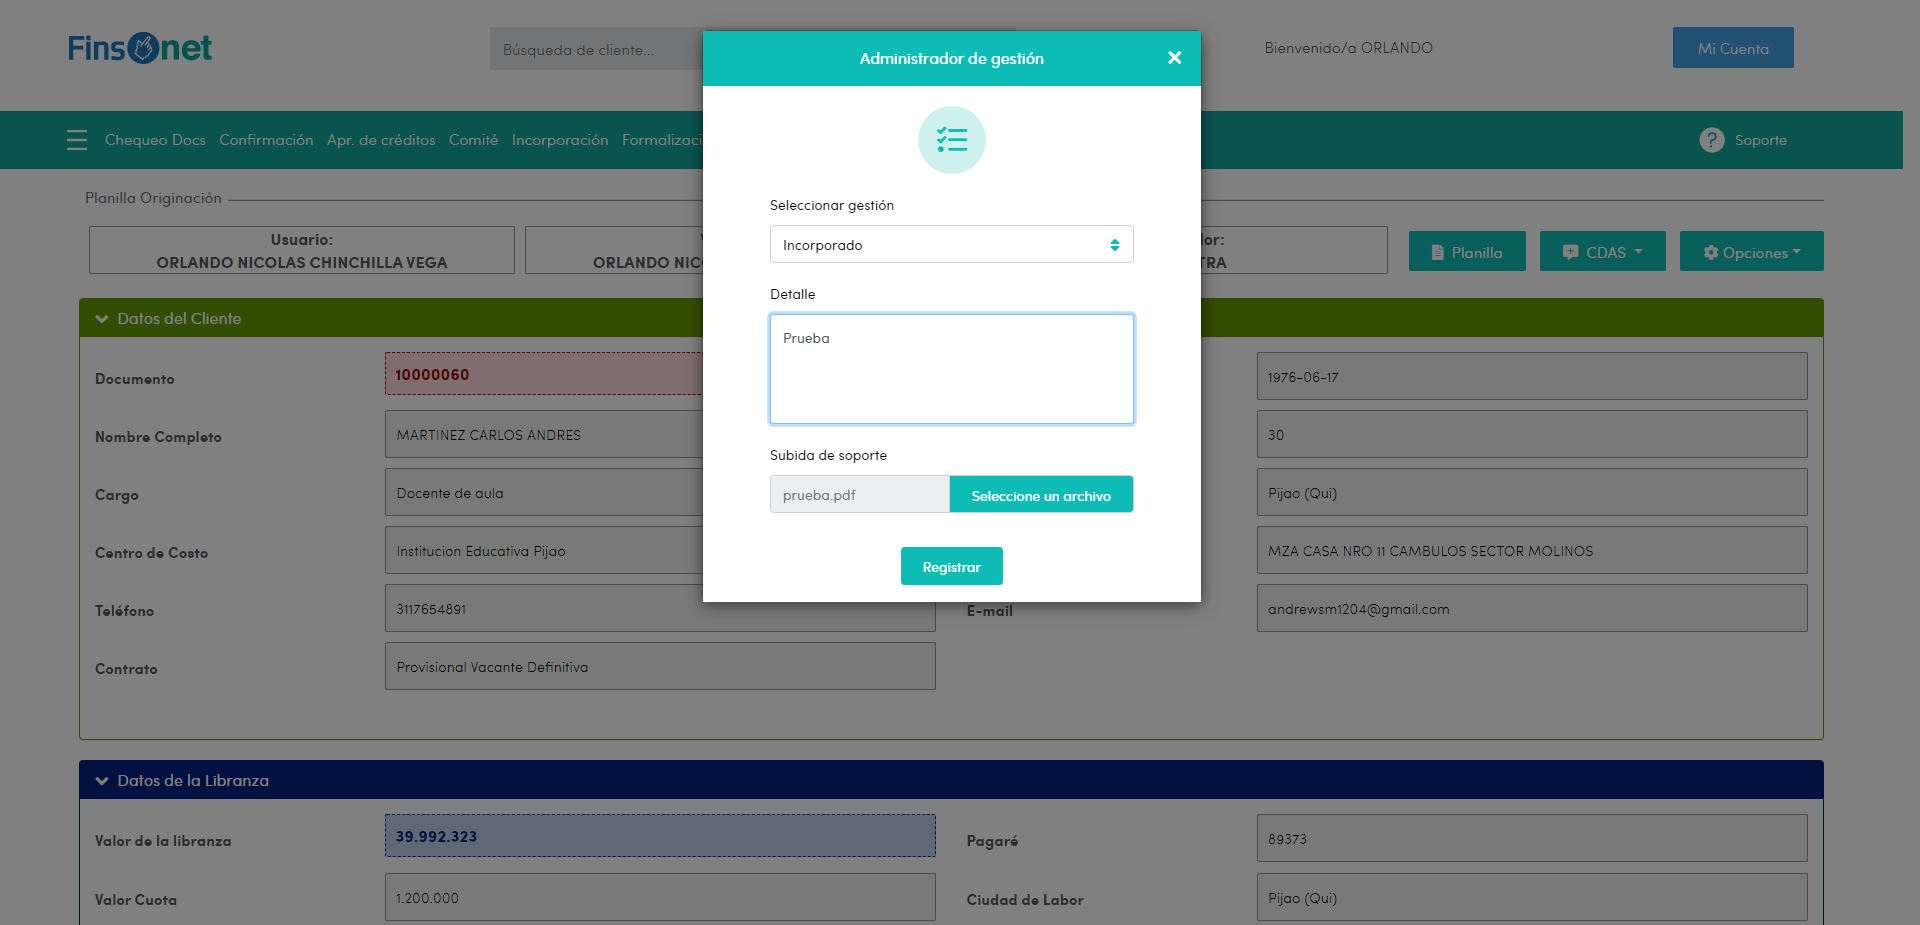 Finsonet
Búsqueda de cliente...
Bienvenido/a ORLANDO
Mi Cuenta
Chequeo Docs
Confirmación
Apr. de créditos
Comité
Incorporación
Formalizaci
? Soporte
Administrador de gestión
Seleccionar gestión
Incorporado
Detalle
Prueba
Subida de soporte
prueba.pdf
Seleccione un archivo
Registrar
Planilla Originación
Usuario:
ORLANDO NICOLAS CHINCHILLA VEGA
ORLANDO NIC
or:
TRA
Planilla
CDAS
Opciones
Datos del Cliente
Documento
10000060
1976-06-17
Nombre Completo
MARTINEZ CARLOS ANDRES
30
Cargo
Docente de aula
Pijao (Qui)
Centro de Costo
Institucion Educativa Pijao
MZA CASA NRO 11 CAMBULOS SECTOR MOLINOS
Teléfono
3117654891
E-mail
andrewsm1204@gmail.com
Contrato
Provisional Vacante Definitiva
Datos de la Libranza
Valor de la libranza
39.992.323
Pagaré
89373
Valor Cuota
1.200.000
Ciudad de Labor
Pijao (Qui)